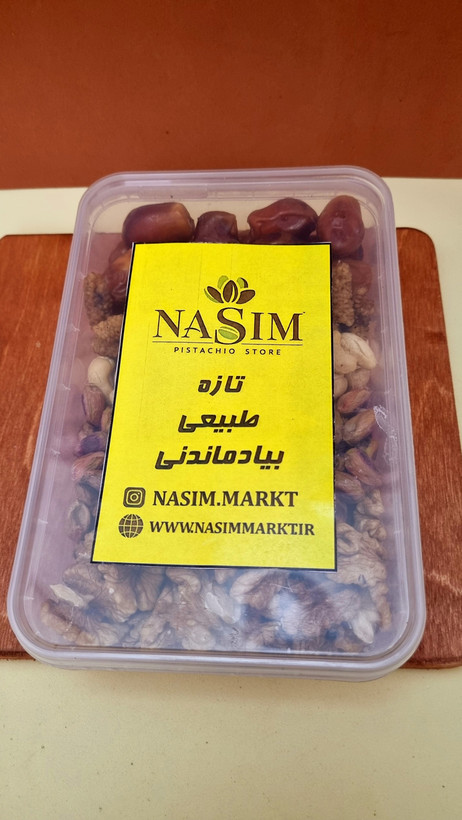 NASIM
PISTACHIO STORE
تازه
طبیعی
بیادماندنی
NASIM.MARKT
WWW.NASIMMARKT.IR